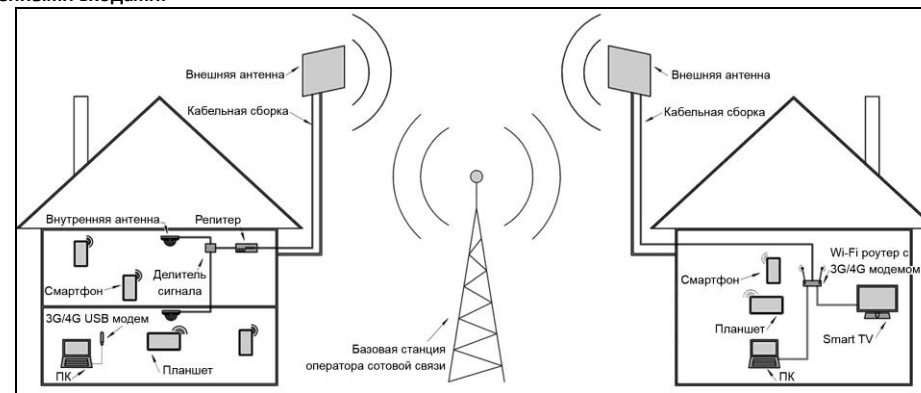 Внешняя антенна
Кабельная сборка
Внутренняя антенна
Репитер
Делитель
сигнала
Смартфон
3G/4G USB модем
ПК
Планшет
Базовая станция
оператора сотовой связи
Внешняя антенна
Кабельная сборка
Wi-Fi роутер с
3G/4G модемом
Смартфон
Планшет
Smart TV
ПК